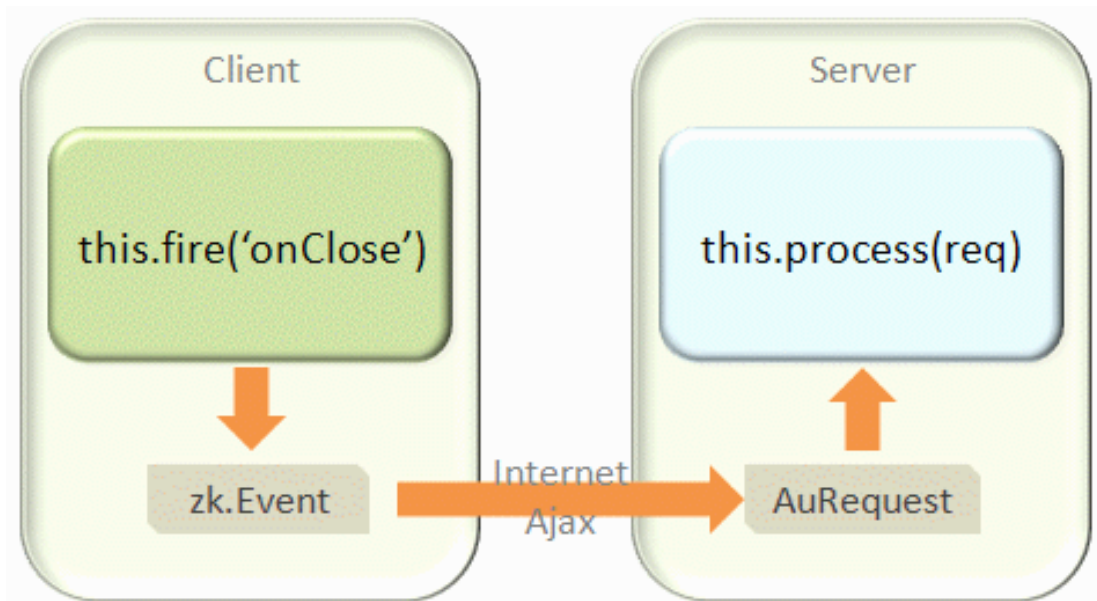 Client
Server
this.fire(‘onClose’)
this.process(req)
zk.Event
Internet
Ajax
AuRequest